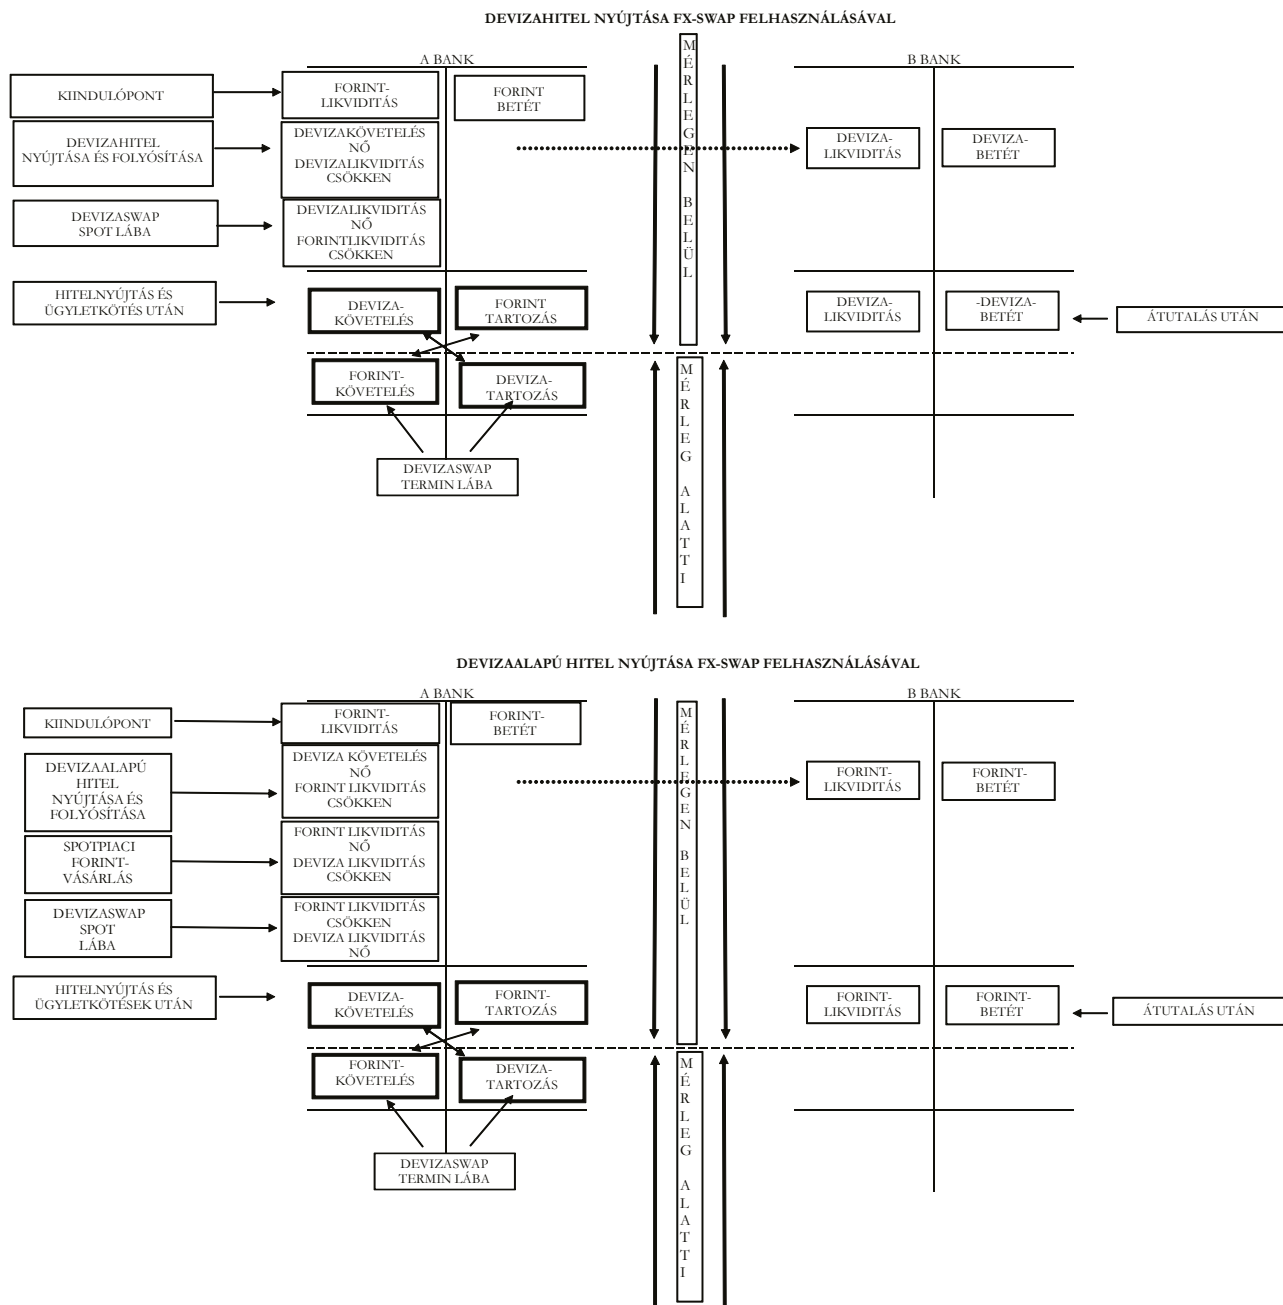 DEVIZAHITEL NYÚJTÁSA FX-SWAP FELHASZNÁLÁSÁVAL
A BANK
B BANK
KIINDULÓPONT
FORINT-
LIKVIDITÁS
FORINT
BETÉT
DEVIZAHITEL
NYÚJTÁSA ÉS FOLYÓSÍTÁSA
DEVIZAKÖVETELÉS
NŐ
DEVIZALIKVIDITÁS
CSÖKKEN
DEVIZA-
LIKVIDITÁS
DEVIZA-
BETÉT
DEVIZASWAP
SPOT LÁBA
DEVIZALIKVIDITÁS
NŐ
FORINTLIKVIDITÁS
CSÖKKEN
MÉRLEGEN BELÜL
HITELNYÚJTÁS ÉS
ÜGYLETKÖTÉS UTÁN
DEVIZA-
KÖVETELÉS
FORINT
TARTOZÁS
DEVIZA-
LIKVIDITÁS
-DEVIZA-
BETÉT
ÁTUTALÁS UTÁN
FORINT-
KÖVETELÉS
DEVIZA-
TARTOZÁS
DEVIZASWAP
TERMIN LÁBA
MÉRLEG ALATTI
DEVIZAALAPÚ HITEL NYÚJTÁSA FX-SWAP FELHASZNÁLÁSÁVAL
A BANK
B BANK
KIINDULÓPONT
FORINT-
LIKVIDITÁS
FORINT-
BETÉT
DEVIZAALAPÚ
HITEL
NYÚJTÁSA ÉS
FOLYÓSÍTÁSA
DEVIZA KÖVETELÉS
NŐ
FORINT LIKVIDITÁS
CSÖKKEN
FORINT-
LIKVIDITÁS
FORINT-
BETÉT
SPOTPIACI
FORINT-
VÁSÁRLÁS
FORINT LIKVIDITÁS
NŐ
DEVIZA LIKVIDITÁS
CSÖKKEN
DEVIZASWAP
SPOT
LÁBA
FORINT LIKVIDITÁS
CSÖKKEN
DEVIZA LIKVIDITÁS
NŐ
MÉRLEGEN BELÜL
HITELNYÚJTÁS ÉS
ÜGYLETKÖTÉSEK UTÁN
DEVIZA-
KÖVETELÉS
FORINT-
TARTOZÁS
FORINT-
LIKVIDITÁS
FORINT-
BETÉT
ÁTUTALÁS UTÁN
FORINT-
KÖVETELÉS
DEVIZA-
TARTOZÁS
DEVIZASWAP
TERMIN LÁBA
MÉRLEG ALATTI